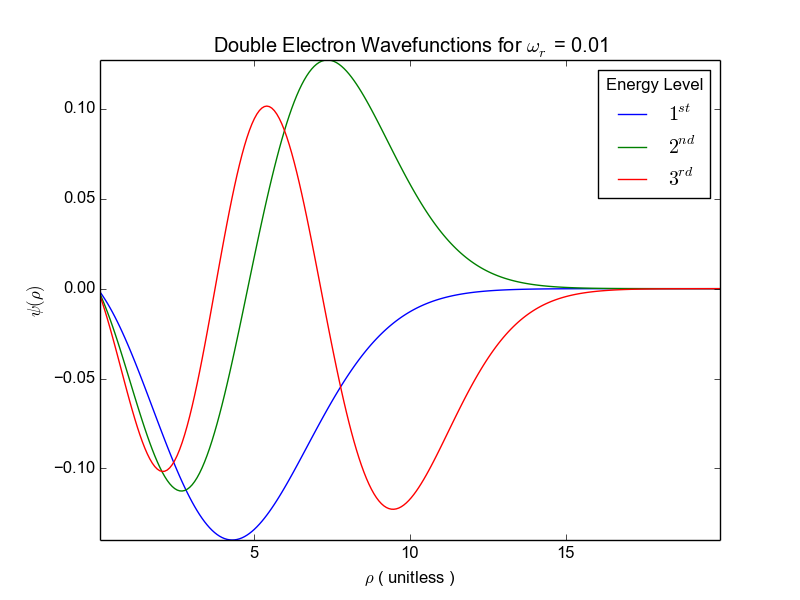 Double Electron Wavefunctions for ω_r = 0.01
Energy Level
1^st
2^nd
3^rd
0.10
0.05
0.00
−0.05
−0.10
ψ(ρ)
5 10 15
ρ ( unitless )